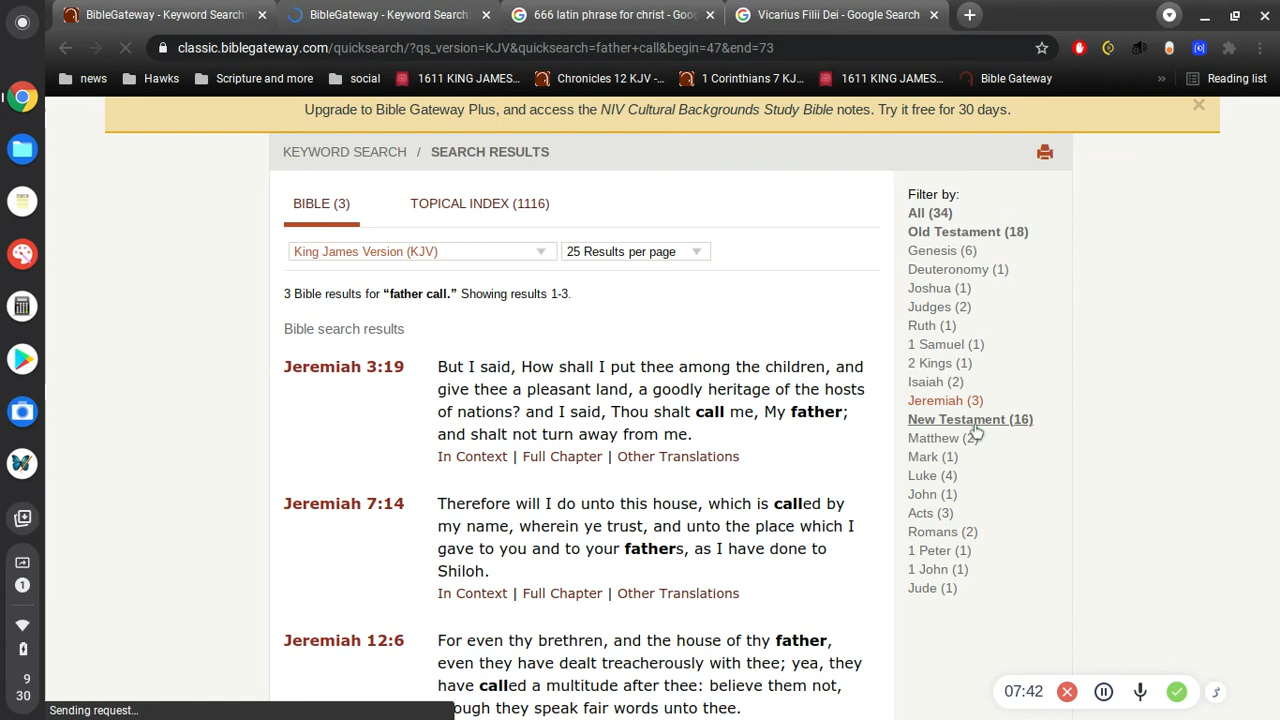 BibleGateway - Keyword Search:
BibleGateway - Keyword Search:
666 latin phrase for christ - Goo
Vicarius Filii Dei - Google Search
classic.biblegateway.com/quicksearch/?qs_version=KJV&quicksearch=father+call&begin=47&end=73
news
Hawks
Scripture and more
social
1611 KING JAMES...
Chronicles 12 KJV -...
1 Corinthians 7 KJ...
1611 KING JAMES...
Bible Gateway
»
Reading list
Upgrade to Bible Gateway Plus, and access the NIV Cultural Backgrounds Study Bible notes. Try it free for 30 days.
KEYWORD SEARCH / SEARCH RESULTS
BIBLE (3)
TOPICAL INDEX (1116)
King James Version (KJV)
25 Results per page
3 Bible results for “father call.” Showing results 1-3.
Bible search results
Jeremiah 3:19
But I said, How shall I put thee among the children, and
give thee a pleasant land, a goodly heritage of the hosts
of nations? and I said, Thou shalt call me, My father;
and shalt not turn away from me.
In Context | Full Chapter | Other Translations
Jeremiah 7:14
Therefore will I do unto this house, which is called by
my name, wherein ye trust, and unto the place which I
gave to you and to your fathers, as I have done to
Shiloh.
In Context | Full Chapter | Other Translations
Jeremiah 12:6
For even thy brethren, and the house of thy father,
even they have dealt treacherously with thee; yea, they
have called a multitude after thee: believe them not,
though they speak fair words unto thee.
Filter by:
All (34)
Old Testament (18)
Genesis (6)
Deuteronomy (1)
Joshua (1)
Judges (2)
Ruth (1)
1 Samuel (1)
2 Kings (1)
Isaiah (2)
Jeremiah (3)
New Testament (16)
Matthew (2)
Mark (1)
Luke (4)
John (1)
Acts (3)
Romans (2)
1 Peter (1)
1 John (1)
Jude (1)
1
9
30
Sending request...
07:42